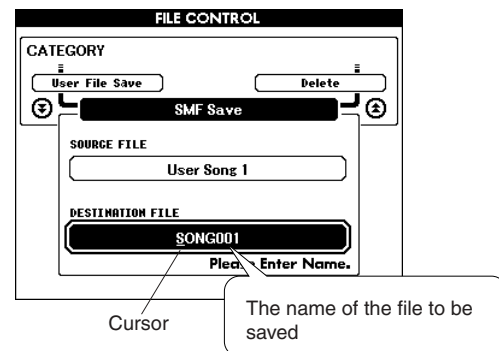 FILE CONTROL
CATEGORY
User File Save
Delete
SMF Save
SOURCE FILE
User Song 1
DESTINATION FILE
SONG001
Please Enter Name.
Cursor
The name of the file to be
saved